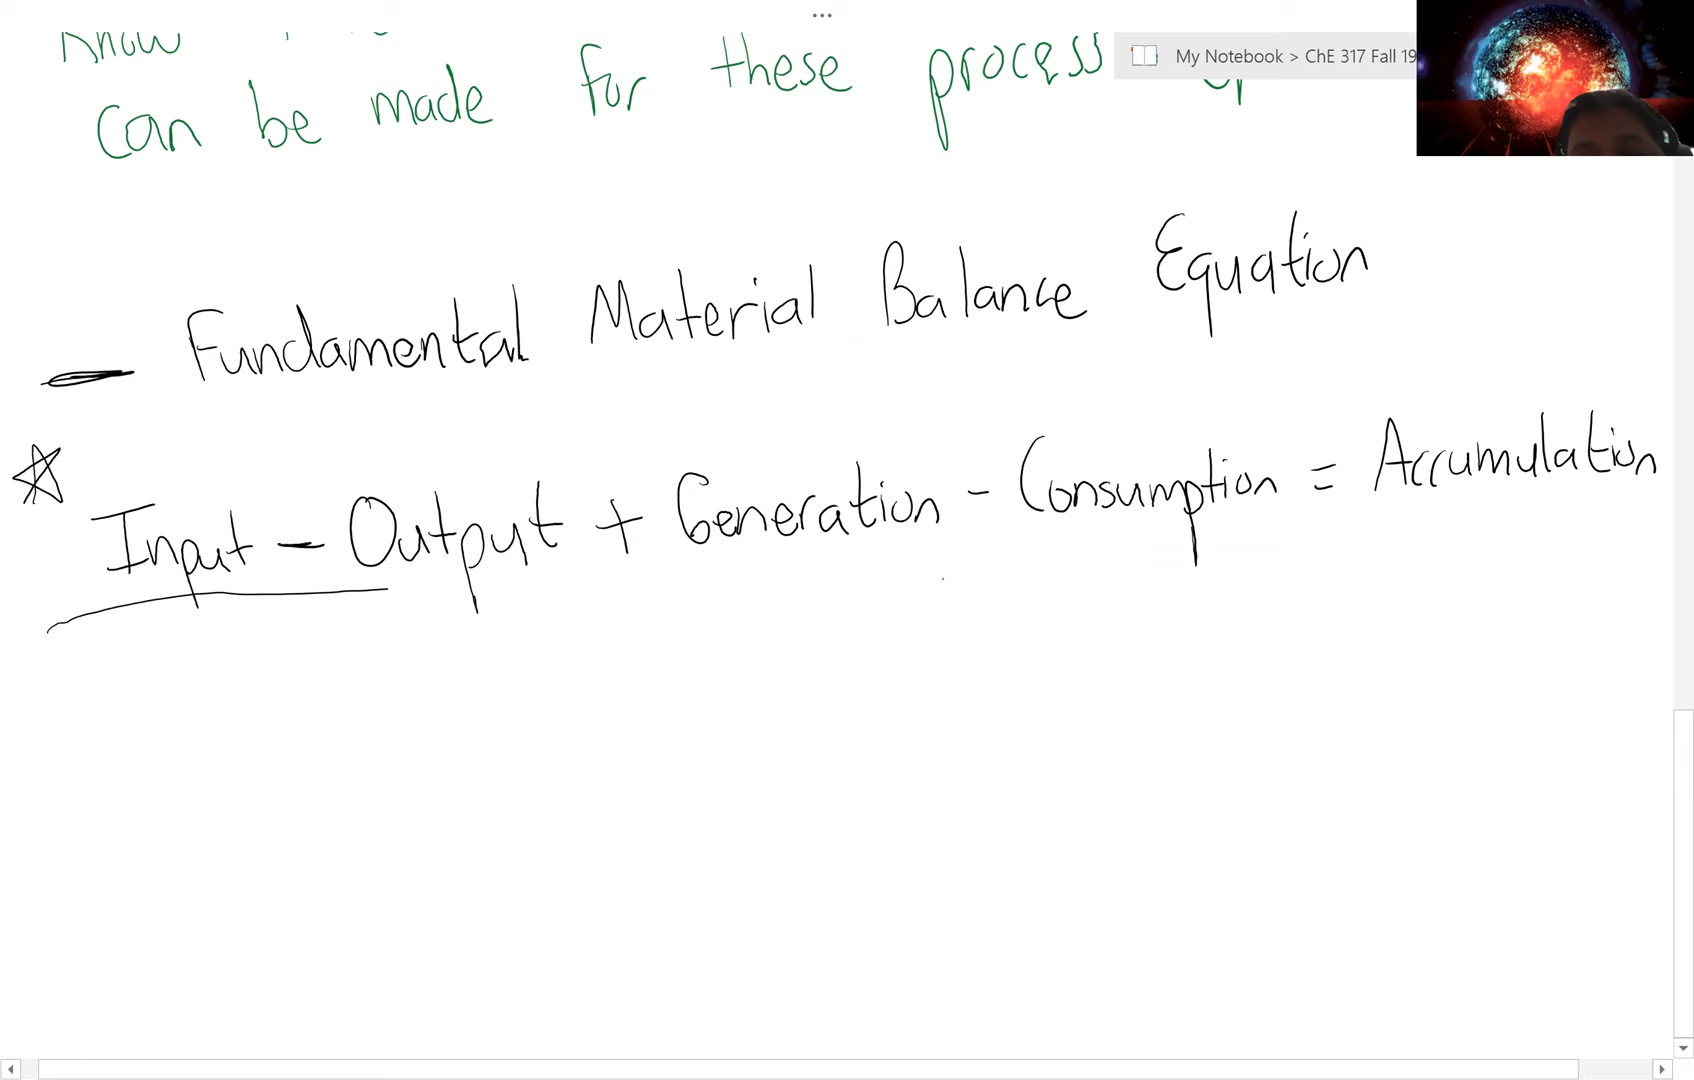 Know
can be made for these process
My Notebook > ChE 317 Fall 19
- Fundamental Material Balance Equation
☆ Input - Output + Generation - Consumption = Accumulation